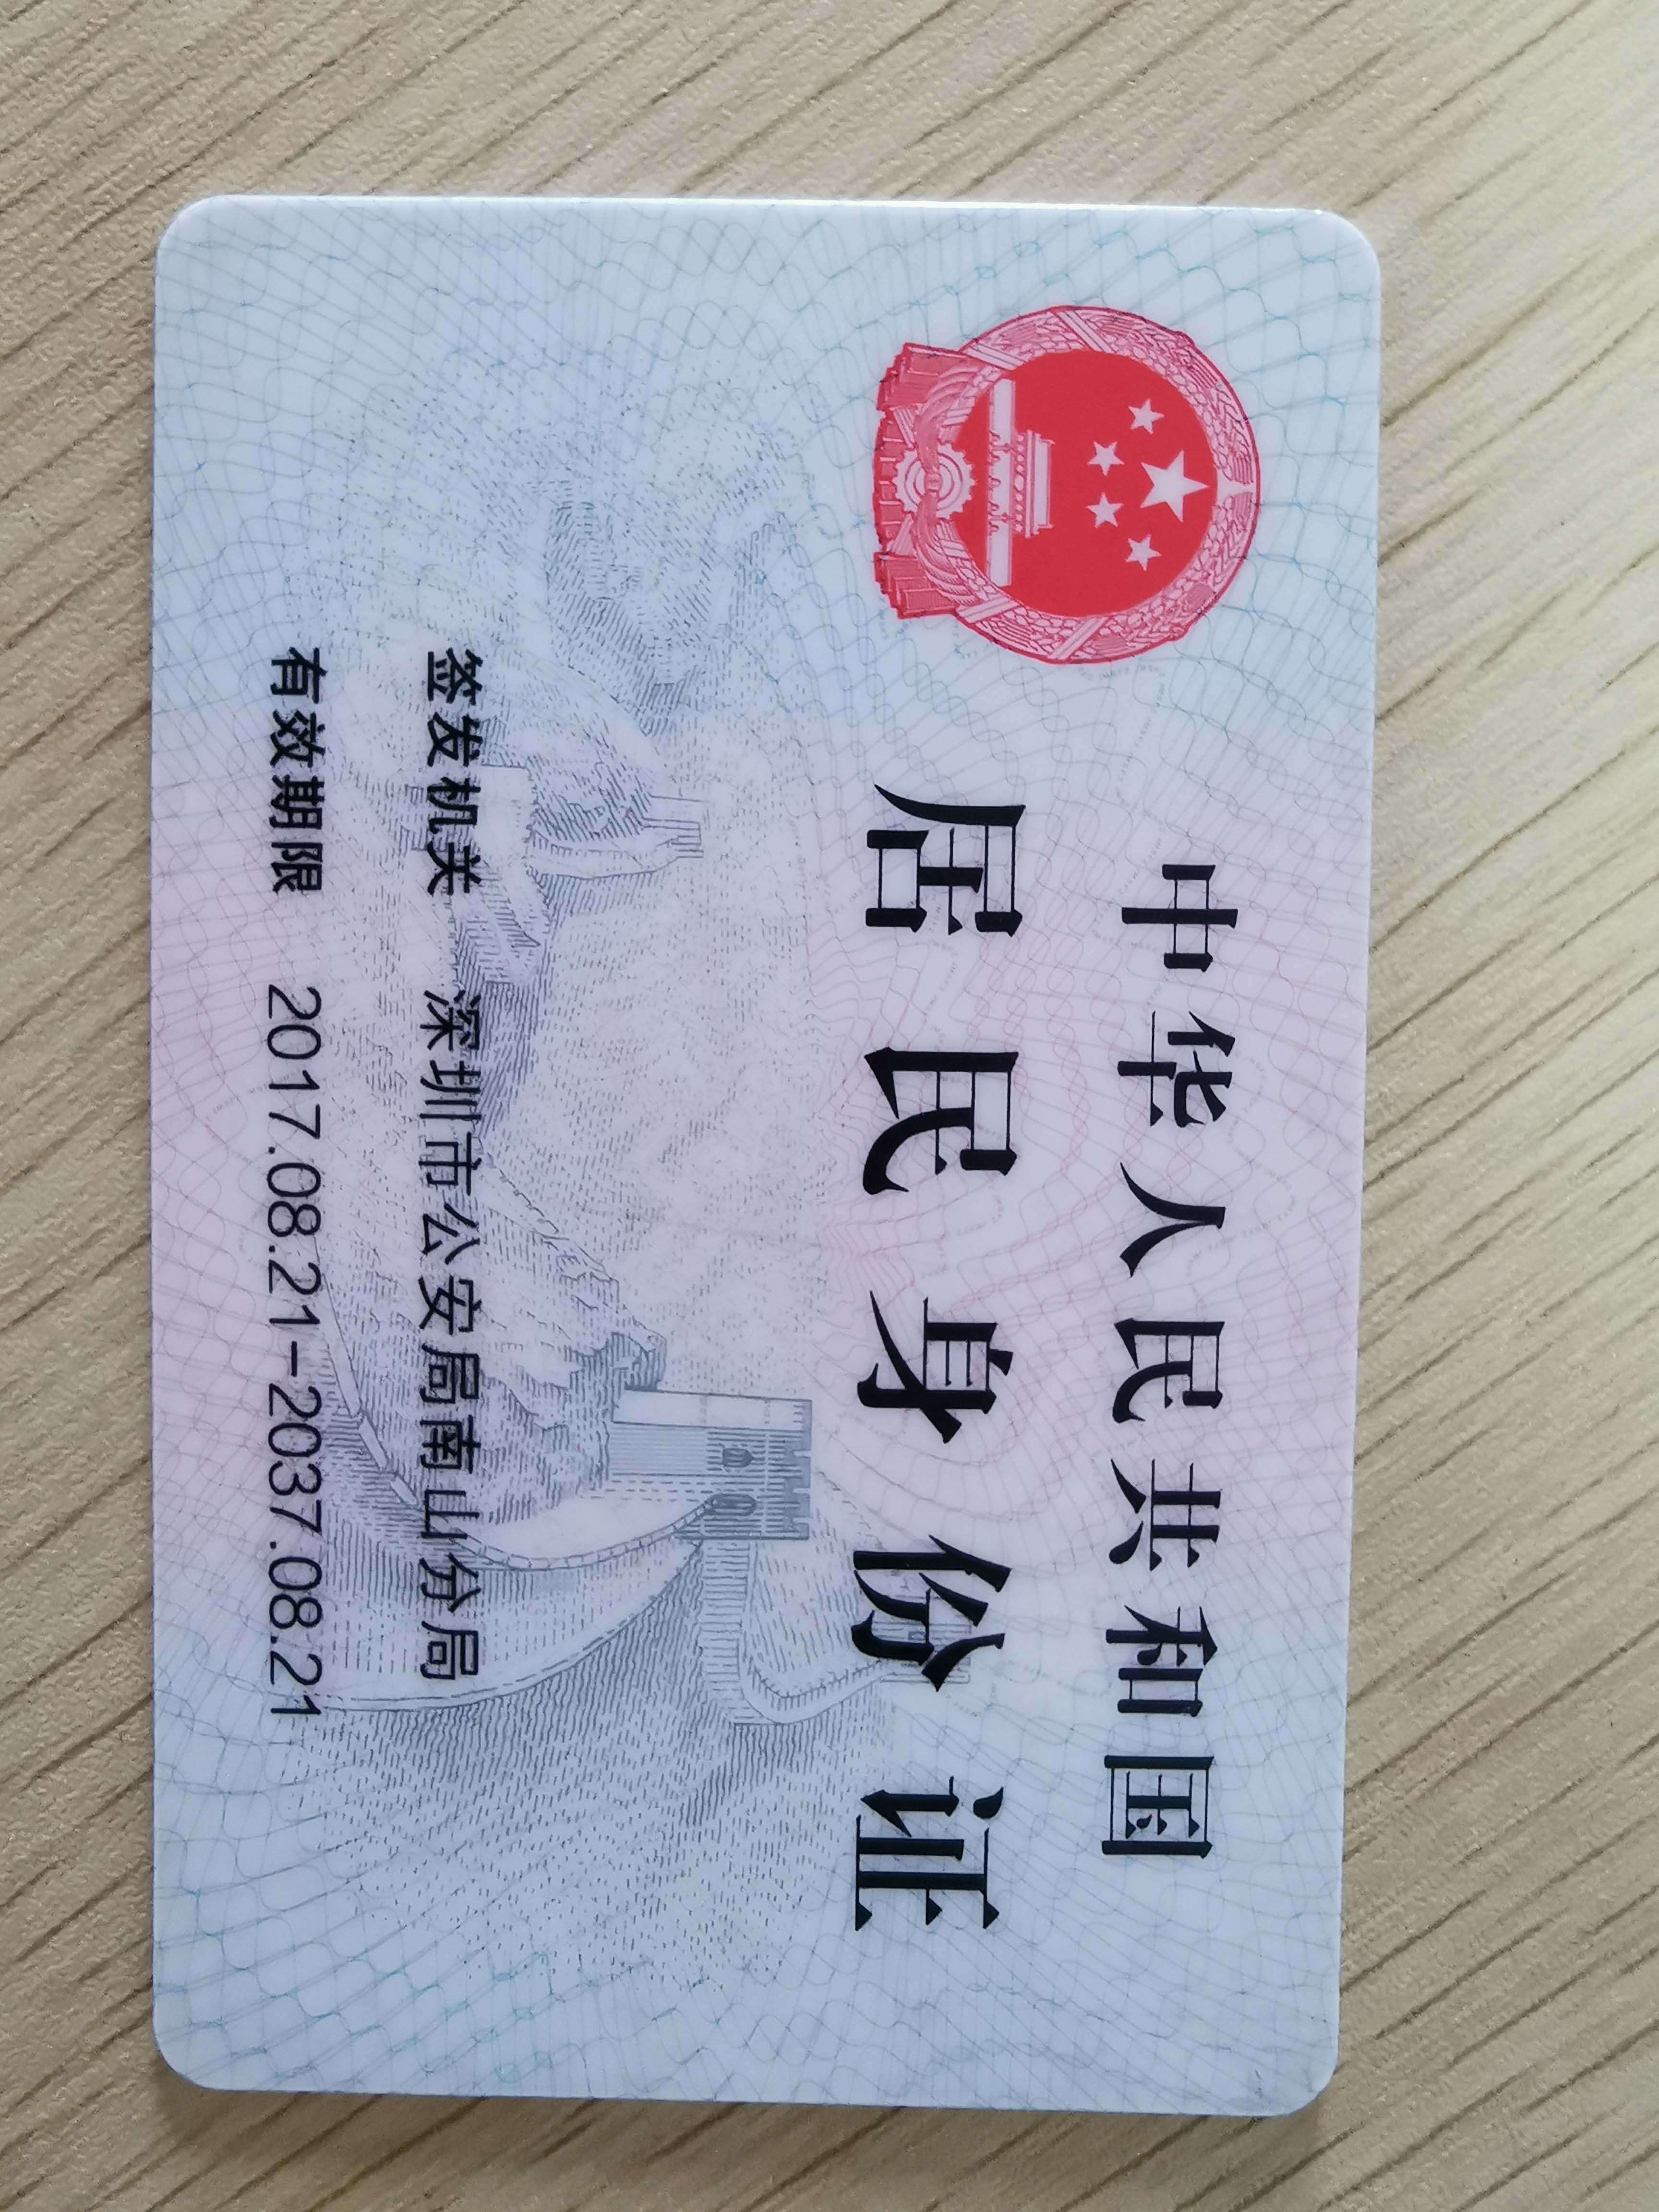 中华人民共和国
居民身份证
签发机关 深圳市公安局南山分局
有效期限 2017.08.21-2037.08.21